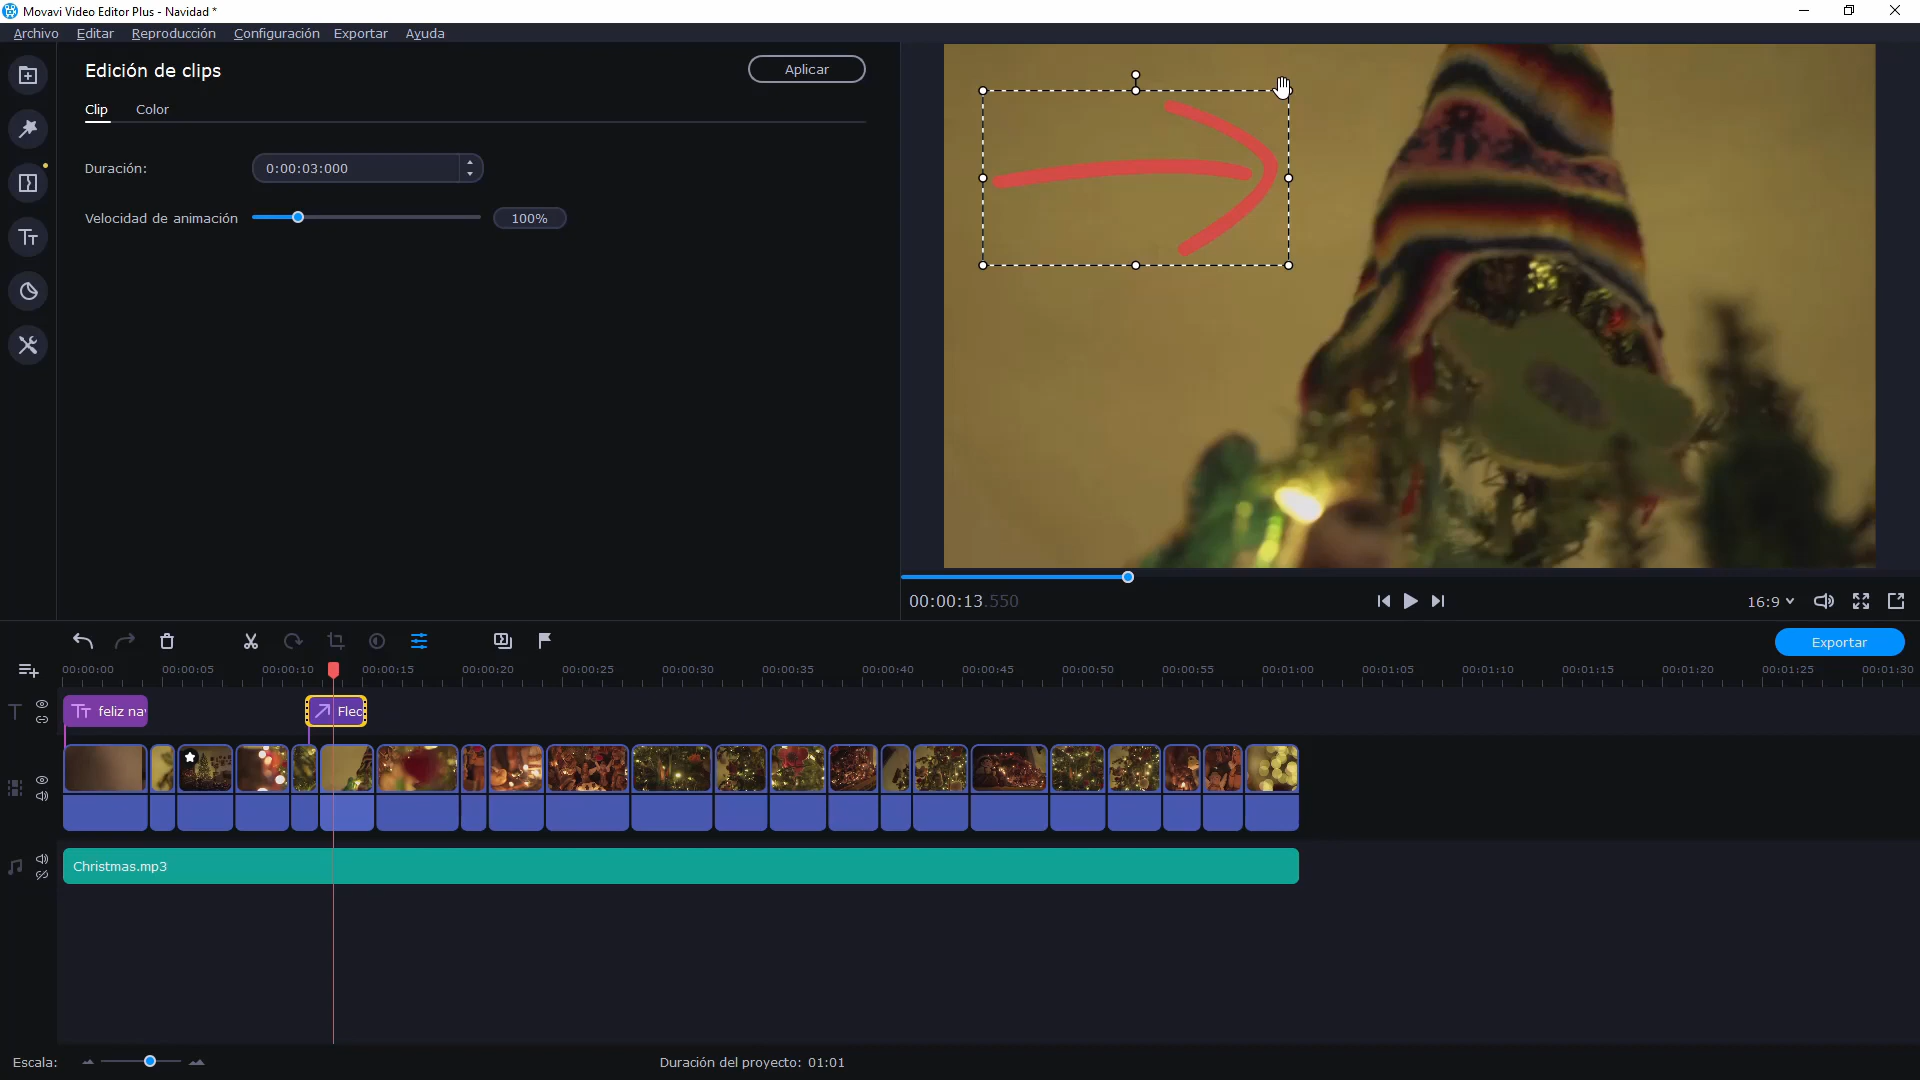 Movavi Video Editor Plus - Navidad *
Archivo Editar Reproducción Configuración Exportar Ayuda
Edición de clips
Aplicar
Clip Color
Duración: 0:00:03:000
Velocidad de animación 100%
00:00:13.550
16:9
Exportar
00:00:00 00:00:05 00:00:10 00:00:15 00:00:20 00:00:25 00:00:30 00:00:35 00:00:40 00:00:45 00:00:50 00:00:55 00:01:00 00:01:05 00:01:10 00:01:15 00:01:20 00:01:25 00:01:30
feliz na
Flec
Christmas.mp3
Escala:
Duración del proyecto: 01:01